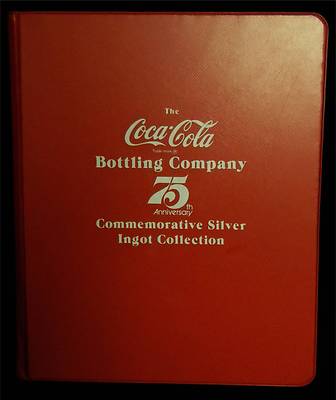 The
Coca-Cola
Trade-mark ®
Bottling Company
75th
Anniversary
Commemorative Silver
Ingot Collection